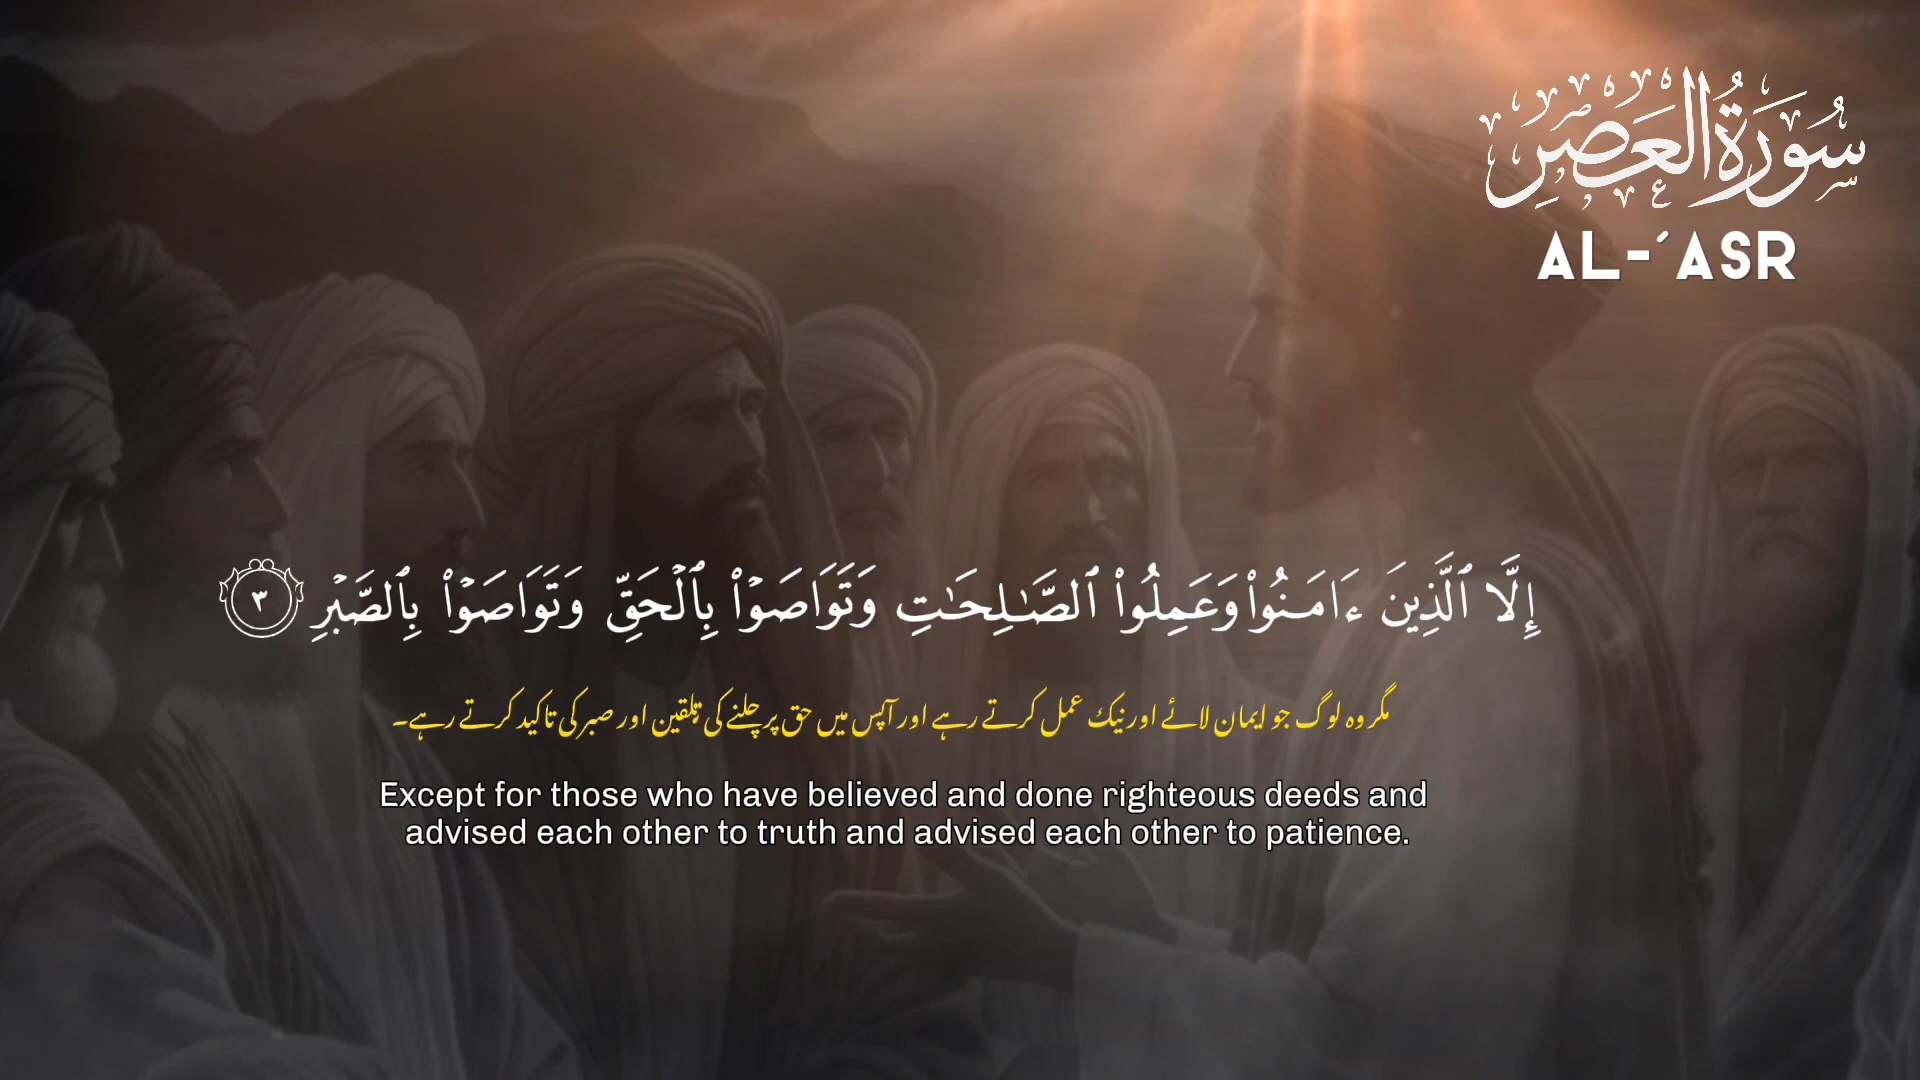 سُورَةُ الْعَصْرِ
AL-´ASR
إِلَّا ٱلَّذِينَ ءَامَنُوا۟ وَعَمِلُوا۟ ٱلصَّـٰلِحَـٰتِ وَتَوَاصَوْا۟ بِٱلْحَقِّ وَتَوَاصَوْا۟ بِٱلصَّبْرِ ٣
مگر وہ لوگ جو ایمان لائے اور نیک عمل کرتے رہے اور آپس میں حق پر چلنے کی تلقین اور صبر کی تاکید کرتے رہے۔
Except for those who have believed and done righteous deeds and
advised each other to truth and advised each other to patience.